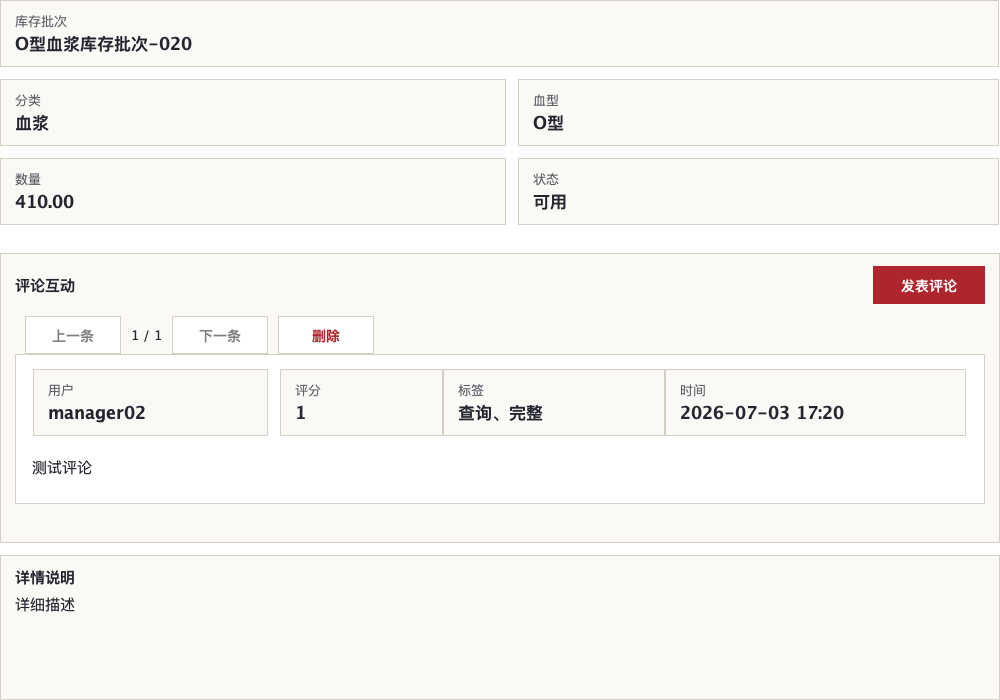 库存批次
O型血浆库存批次-020
分类
血浆
血型
O型
数量
410.00
状态
可用
评论互动
发表评论
上一条
1 / 1
下一条
删除
用户
manager02
评分
1
标签
查询、完整
时间
2026-07-03 17:20
测试评论
详情说明
详细描述